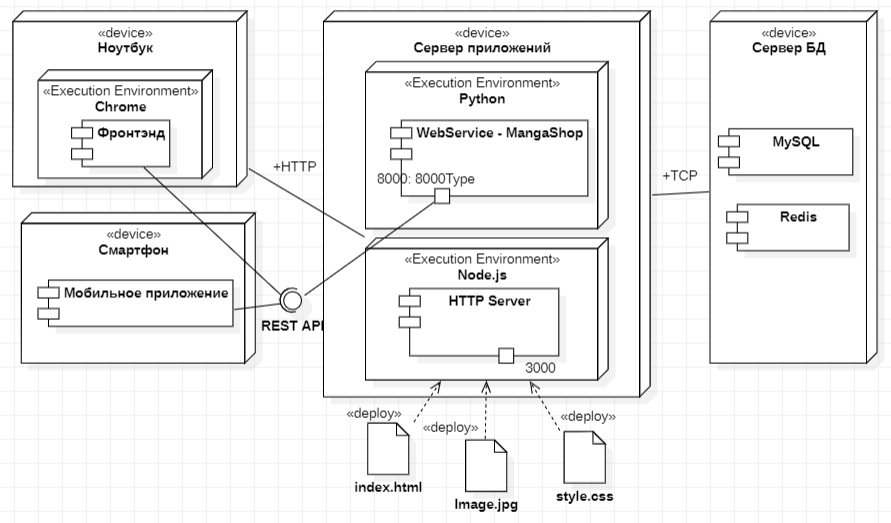 «device»
Ноутбук
«Execution Environment»
Chrome
Фронтэнд
«device»
Смартфон
Мобильное приложение
+HTTP
REST API
«device»
Сервер приложений
«Execution Environment»
Python
WebService - MangaShop
8000: 8000Type
«Execution Environment»
Node.js
HTTP Server
3000
+TCP
«device»
Сервер БД
MySQL
Redis
«deploy»
index.html
«deploy»
Image.jpg
«deploy»
style.css